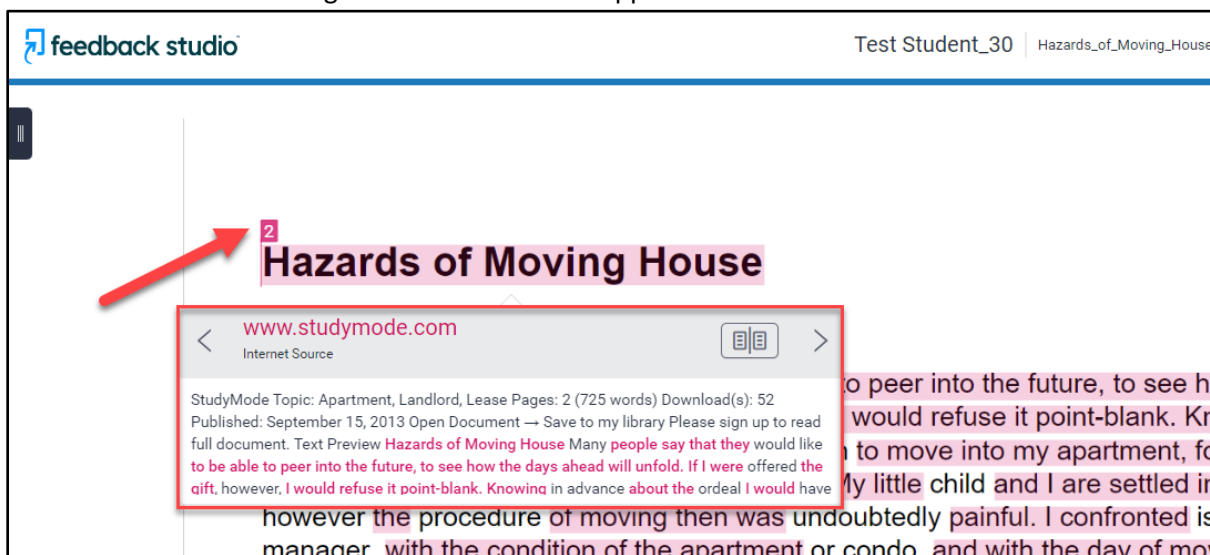 feedback studio
Test Student_30 Hazards_of_Moving_House
2
Hazards of Moving House
www.studymode.com
Internet Source
StudyMode Topic: Apartment, Landlord, Lease Pages: 2 (725 words) Download(s): 52
Published: September 15, 2013 Open Document → Save to my library Please sign up to read
full document. Text Preview Hazards of Moving House Many people say that they would like
to be able to peer into the future, to see how the days ahead will unfold. If I were offered the
gift, however, I would refuse it point-blank. Knowing in advance about the ordeal I would have
to peer into the future, to see h
would refuse it point-blank. Kn
to move into my apartment, fo
My little child and I are settled in
however the procedure of moving then was undoubtedly painful. I confronted is
manager, with the condition of the apartment or condo, and with the day of mov